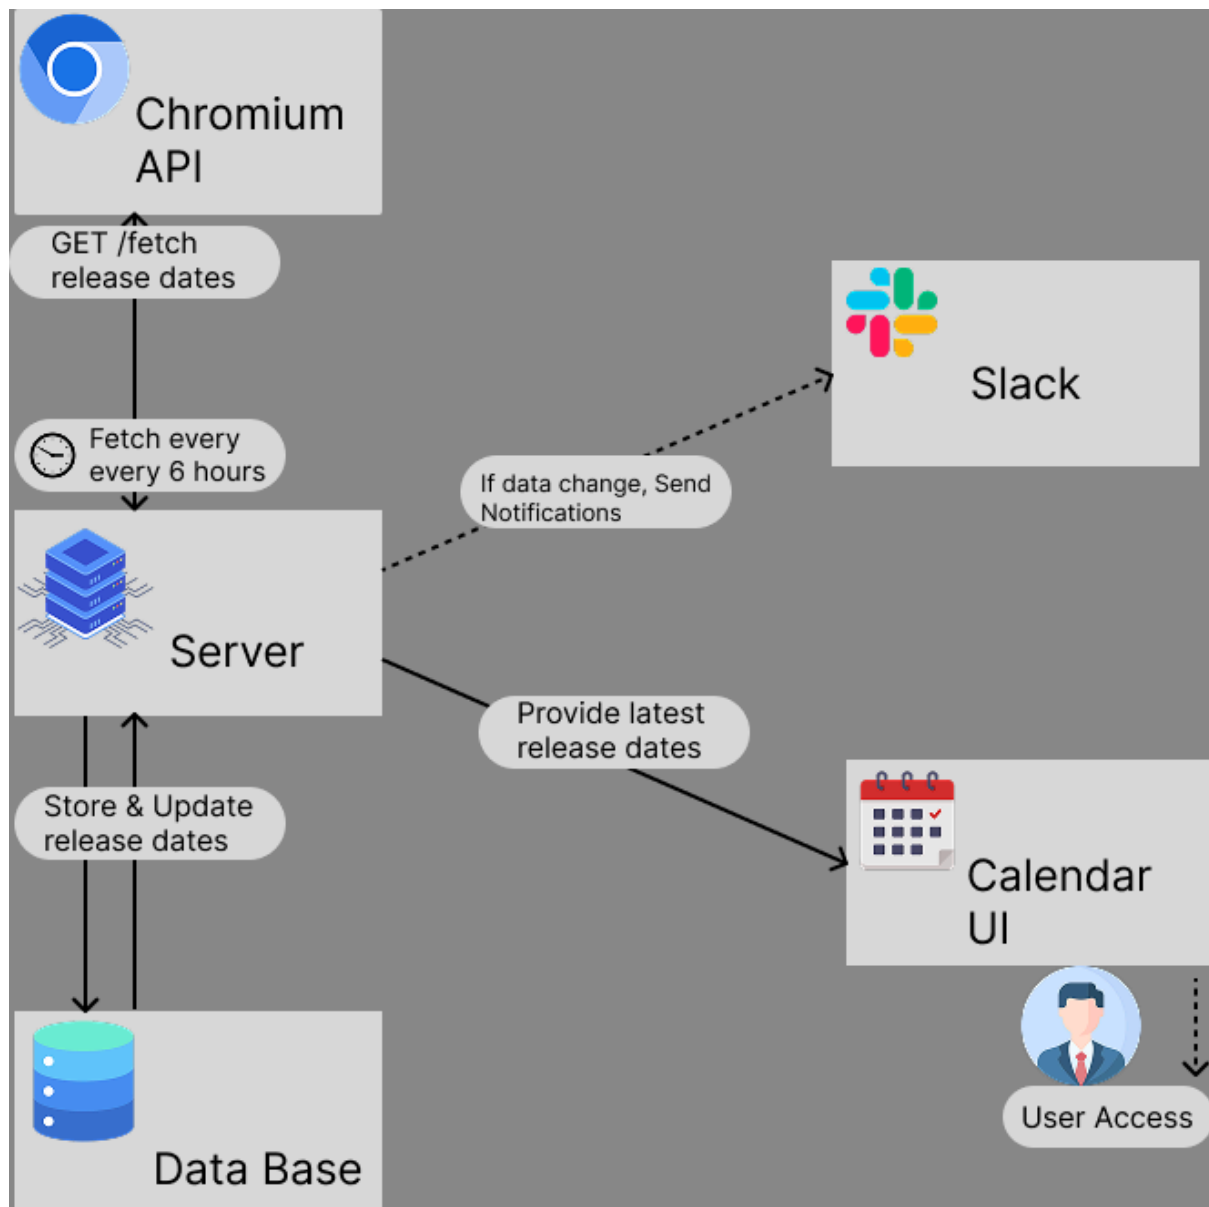 Chromium
API
GET /fetch
release dates
Slack
Fetch every
every 6 hours
If data change, Send
Notifications
Server
Provide latest
release dates
Store & Update
release dates
Calendar
UI
User Access
Data Base